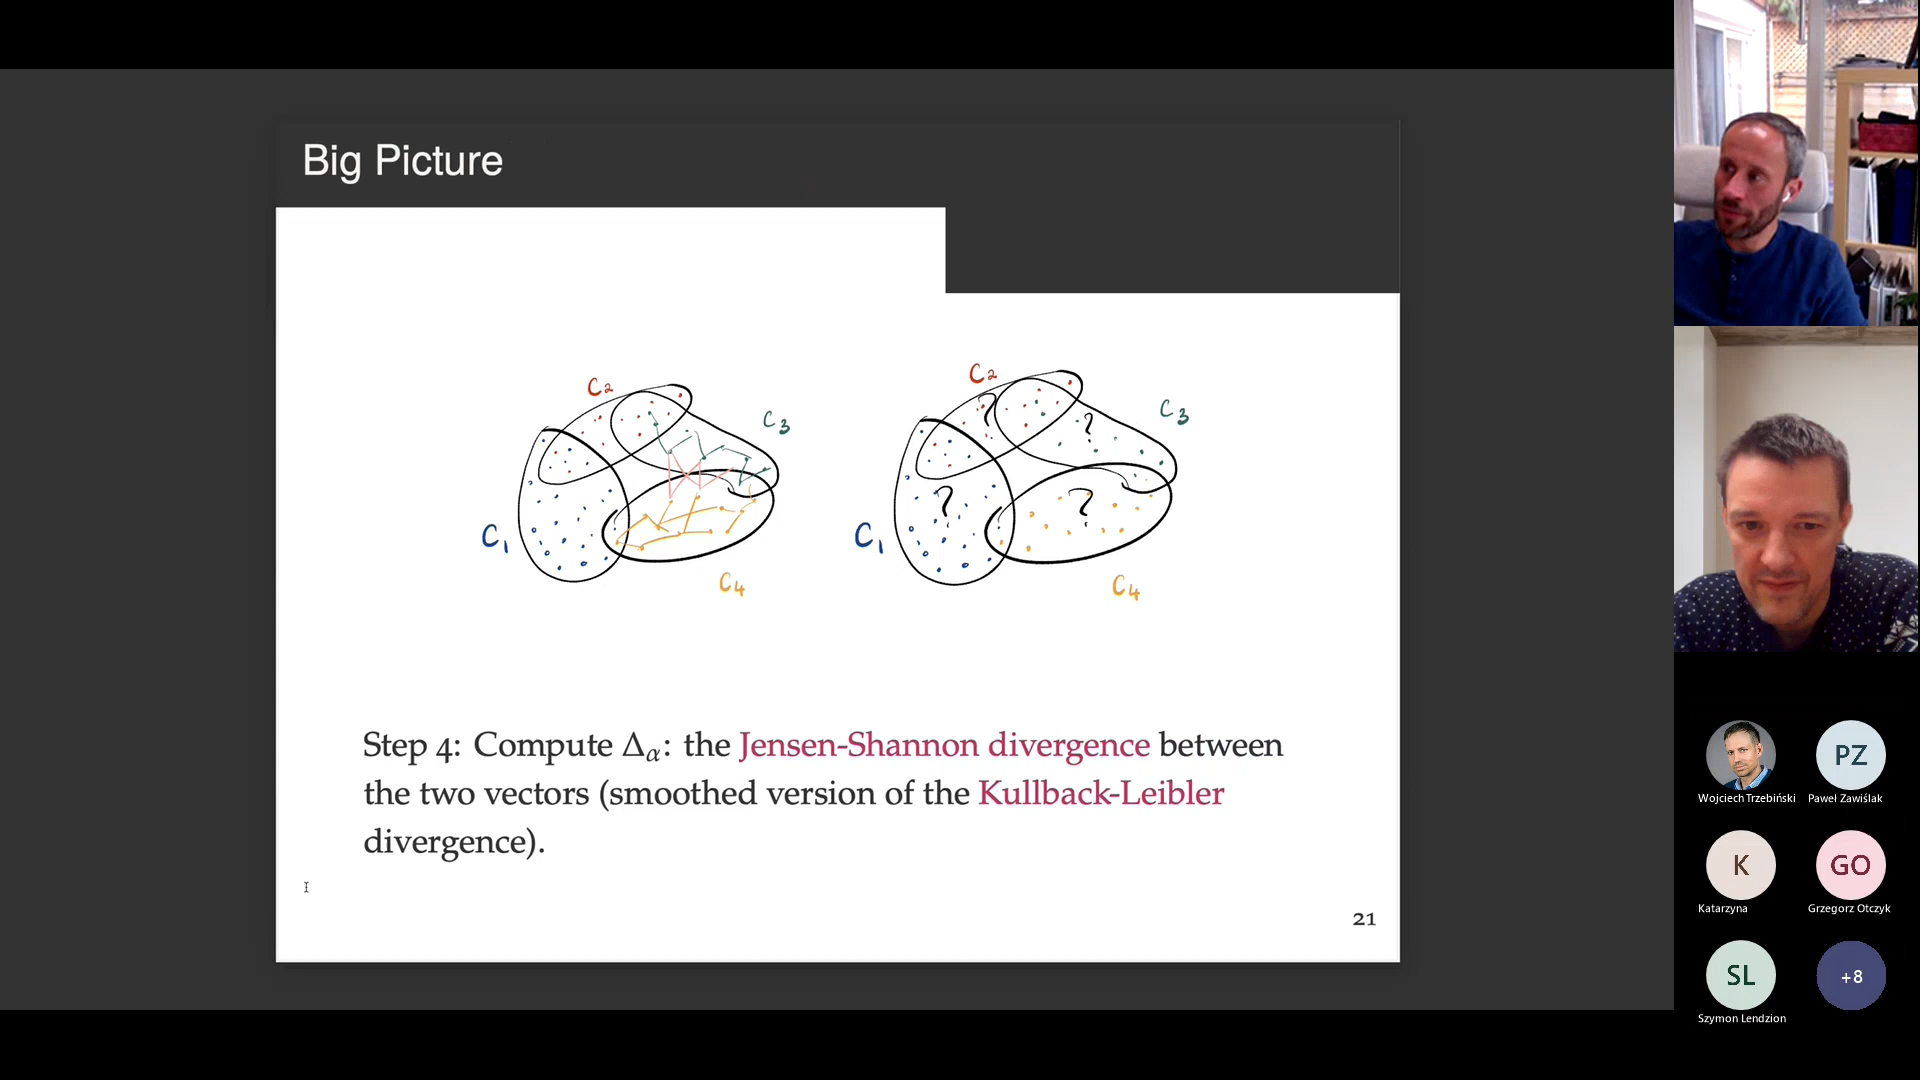 Big Picture
C₂
C₃
C₁
C₄
C₂
?
?
C₃
?
?
C₁
C₄
Step 4: Compute Δα: the Jensen-Shannon divergence between
the two vectors (smoothed version of the Kullback-Leibler
divergence).
21
PZ
Wojciech Trzebiński
Paweł Zawiślak
K
GO
Katarzyna
Grzegorz Otczyk
SL
+8
Szymon Lendzion